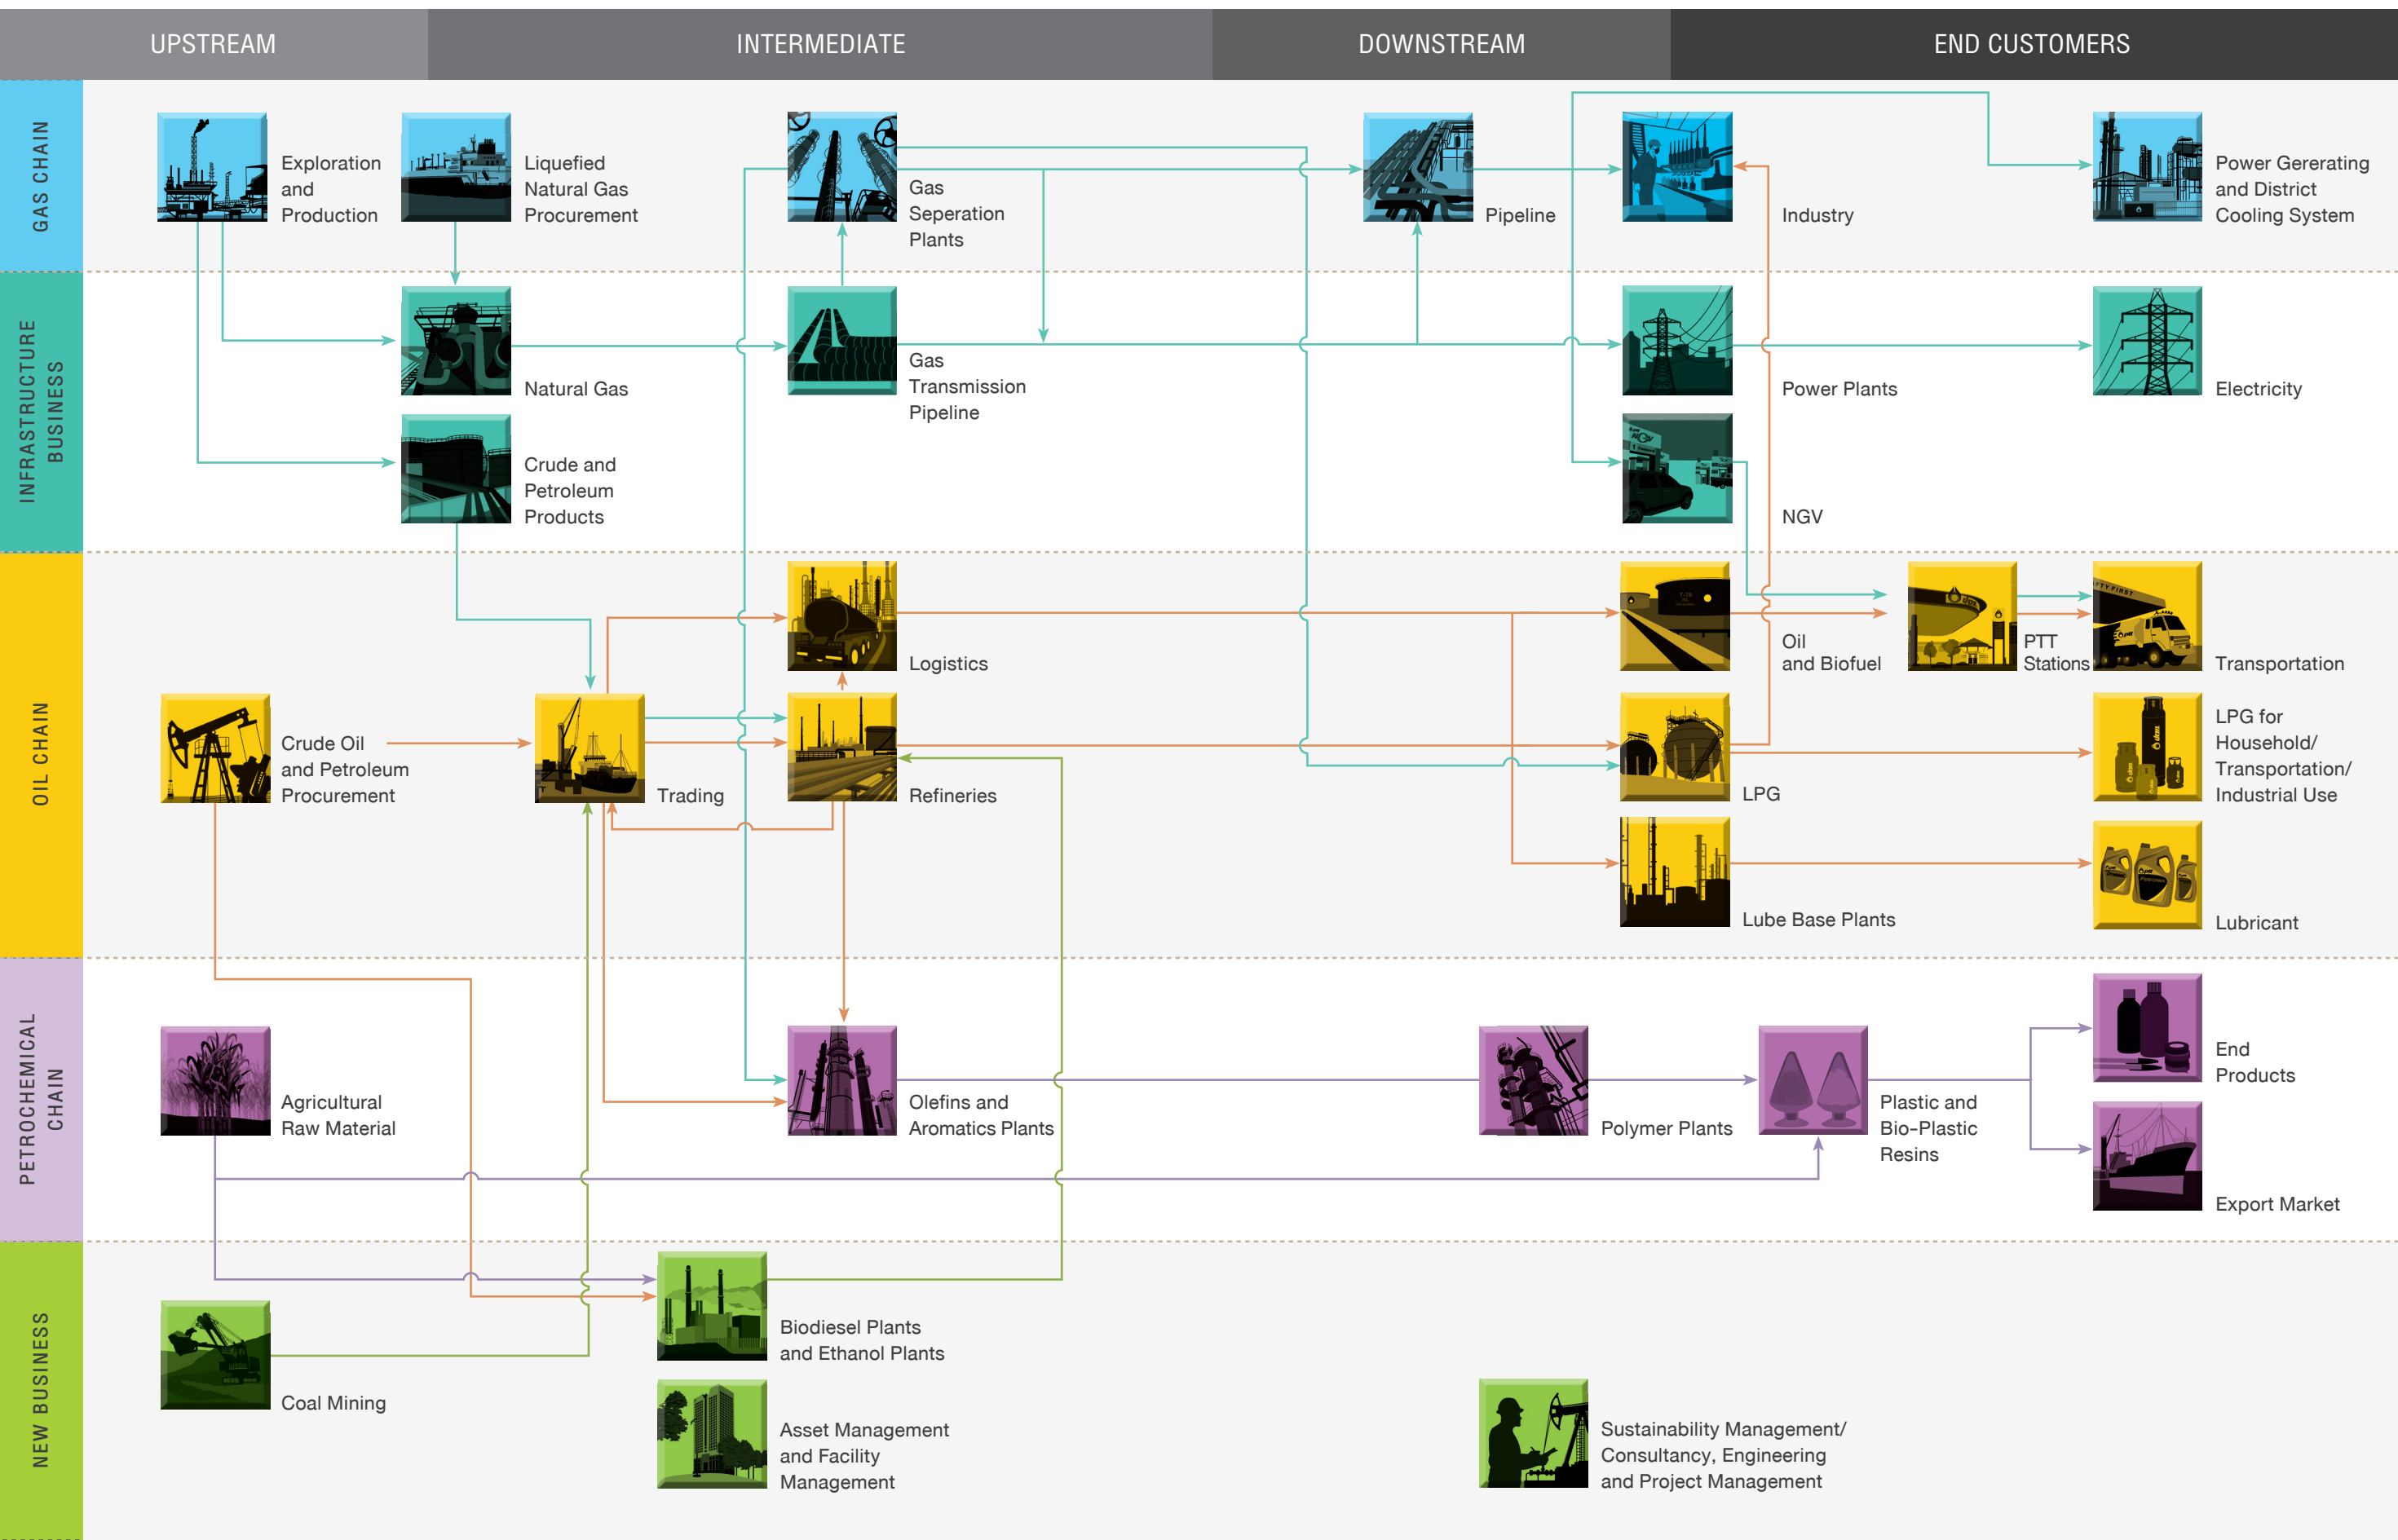 UPSTREAM
INTERMEDIATE
DOWNSTREAM
END CUSTOMERS
GAS CHAIN
Exploration
and
Production
Liquefied
Natural Gas
Procurement
Gas
Seperation
Plants
Pipeline
Industry
Power Gererating
and District
Cooling System
INFRASTRUCTURE
BUSINESS
Natural Gas
Gas
Transmission
Pipeline
Power Plants
Electricity
Crude and
Petroleum
Products
NGV
OIL CHAIN
Logistics
Oil
and Biofuel
PTT
Stations
Transportation
Crude Oil
and Petroleum
Procurement
Trading
Refineries
LPG
LPG for
Household/
Transportation/
Industrial Use
Lube Base Plants
Lubricant
PETROCHEMICAL
CHAIN
Agricultural
Raw Material
Olefins and
Aromatics Plants
Polymer Plants
Plastic and
Bio-Plastic
Resins
End
Products
Export Market
NEW BUSINESS
Coal Mining
Biodiesel Plants
and Ethanol Plants
Asset Management
and Facility
Management
Sustainability Management/
Consultancy, Engineering
and Project Management